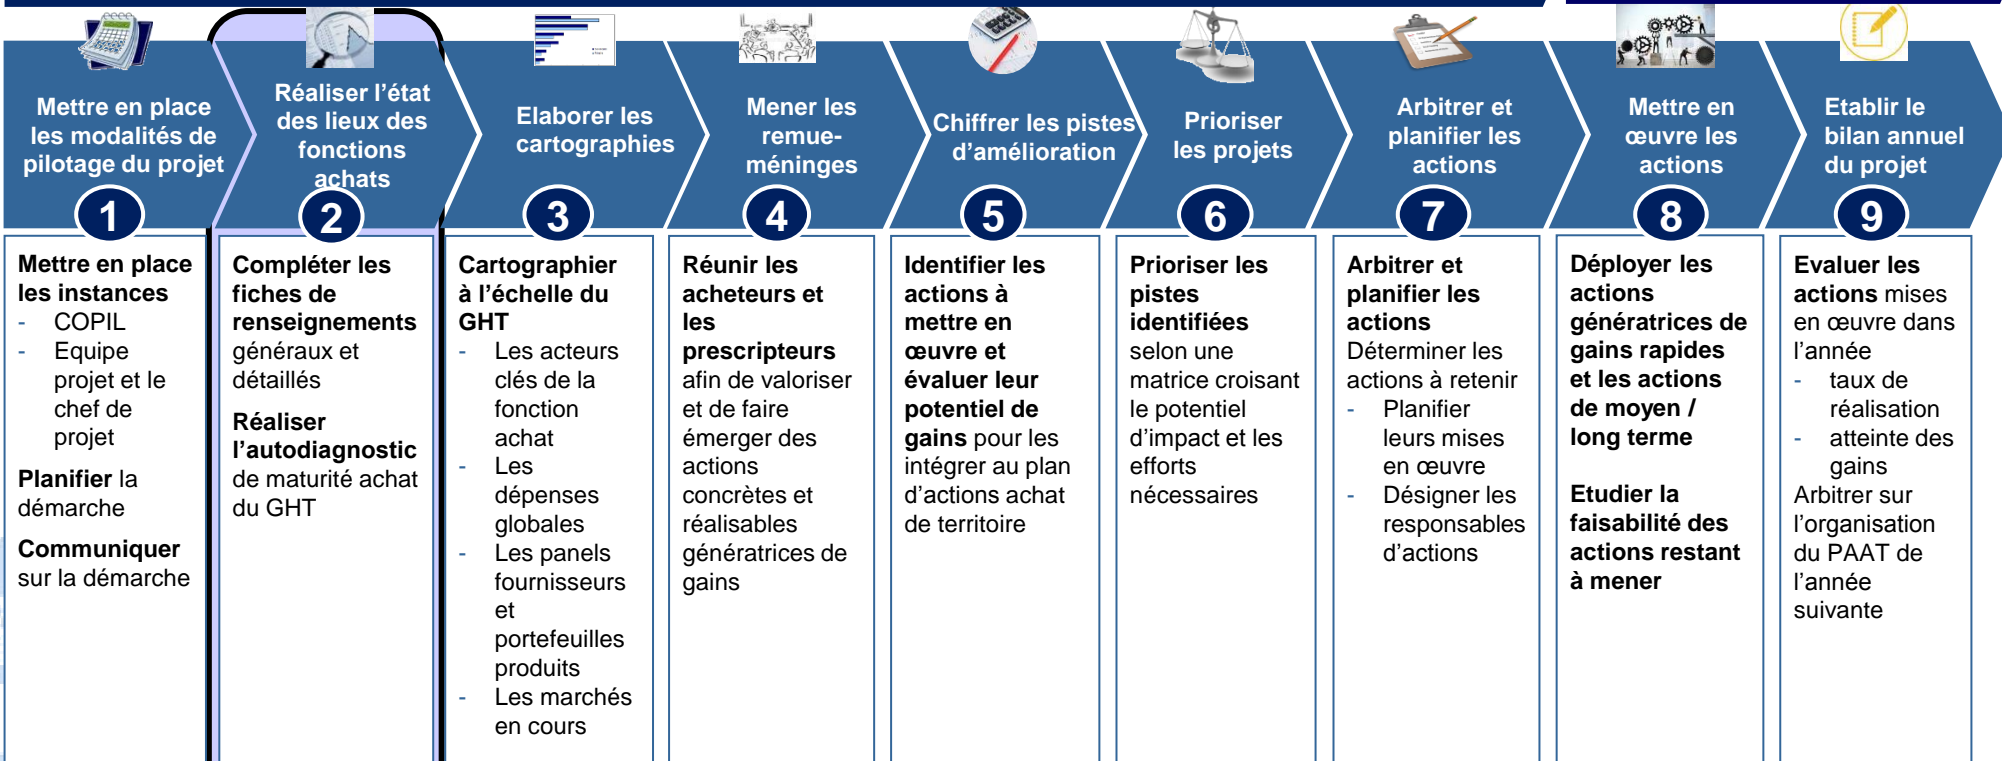 Mettre en place
les modalités de
pilotage du projet
1
Réaliser l'état
des lieux des
fonctions
achats
2
Elaborer les
cartographies
3
Mener les
remue-
méninges
4
Chiffrer les pistes
d'amélioration
5
Prioriser
les projets
6
Arbitrer et
planifier les
actions
7
Mettre en
œuvre les
actions
8
Etablir le
bilan annuel
du projet
9
Mettre en place
les instances
- COPIL
- Equipe
projet et le
chef de
projet
Planifier la
démarche
Communiquer
sur la démarche
Compléter les
fiches de
renseignements
généraux et
détaillés
Réaliser
l'autodiagnostic
de maturité achat
du GHT
Cartographier
à l'échelle du
GHT
- Les acteurs
clés de la
fonction
achat
- Les
dépenses
globales
- Les panels
fournisseurs
et
portefeuilles
produits
- Les marchés
en cours
Réunir les
acheteurs et
les
prescripteurs
afin de valoriser
et de faire
émerger des
actions
concrètes et
réalisables
génératrices de
gains
Identifier les
actions à
mettre en
œuvre et
évaluer leur
potentiel de
gains pour les
intégrer au plan
d'actions achat
de territoire
Prioriser les
pistes
identifiées
selon une
matrice croisant
le potentiel
d'impact et les
efforts
nécessaires
Arbitrer et
planifier les
actions
Déterminer les
actions à retenir
- Planifier
leurs mises
en œuvre
- Désigner les
responsables
d'actions
Déployer les
actions
génératrices de
gains rapides
et les actions
de moyen /
long terme
Etudier la
faisabilité des
actions restant
à mener
Evaluer les
actions mises
en œuvre dans
l'année
- taux de
réalisation
- atteinte des
gains
Arbitrer sur
l'organisation
du PAAT de
l'année
suivante